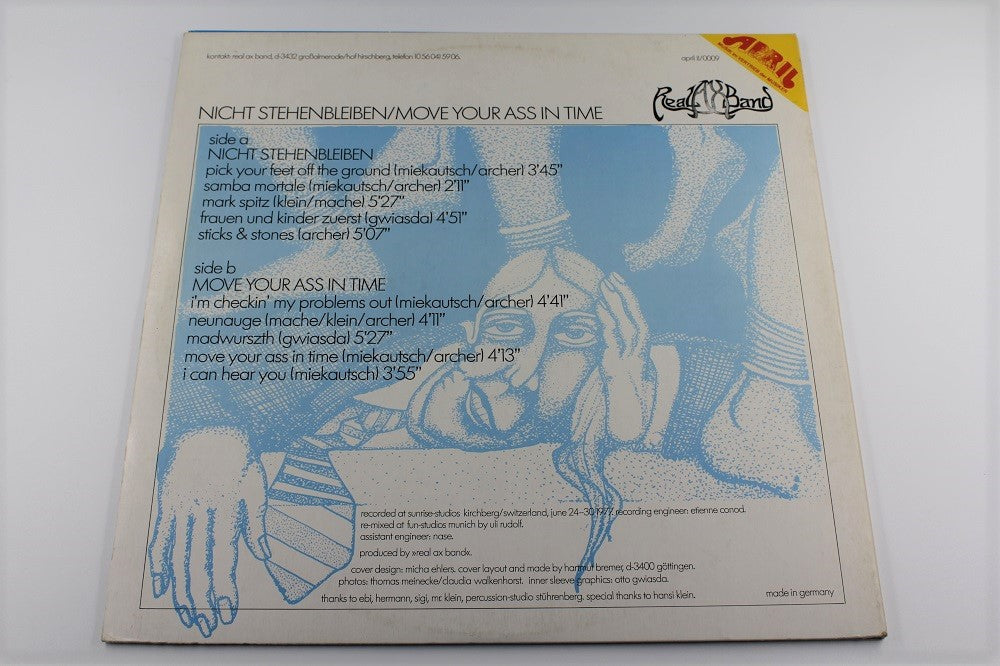 kontakt: real ax band, d-3432 großalmerode/hof hirschberg, telefon 10.56.04) 59 06.
april il/0009
APRIL
Real AX Band
NICHT STEHENBLEIBEN/MOVE YOUR ASS IN TIME
side a
NICHT STEHENBLEIBEN
pick your feet off the ground (miekautsch/archer) 3'45"
samba mortale (miekautsch/archer) 2'11"
mark spitz (klein/mache) 5'27"
frauen und kinder zuerst (gwiasda) 4'51"
sticks & stones (archer) 5'07"
side b
MOVE YOUR ASS IN TIME
i'm checkin' my problems out (miekautsch/archer) 4'41"
neunauge (mache/klein/archer) 4'11"
madwurszth (gwiasda) 5'27"
move your ass in time (miekautsch/archer) 4'13"
i can hear you (miekautsch) 3'55"
recorded at sunrise-studios kirchberg/switzerland, june 24–30 1977, recording engineer: etienne conod.
re-mixed at fun-studios munich by uli rudolf.
assistant engineer: nase.
produced by »real ax band«.
cover design: micha ehlers. cover layout and made by hartmut bremer, d-3400 göttingen.
photos: thomas meinecke/claudia walkenhorst. inner sleeve graphics: otto gwiasda.
thanks to ebi, hermann, sigi, mr. klein, percussion-studio stührenberg. special thanks to hansi klein.
made in germany